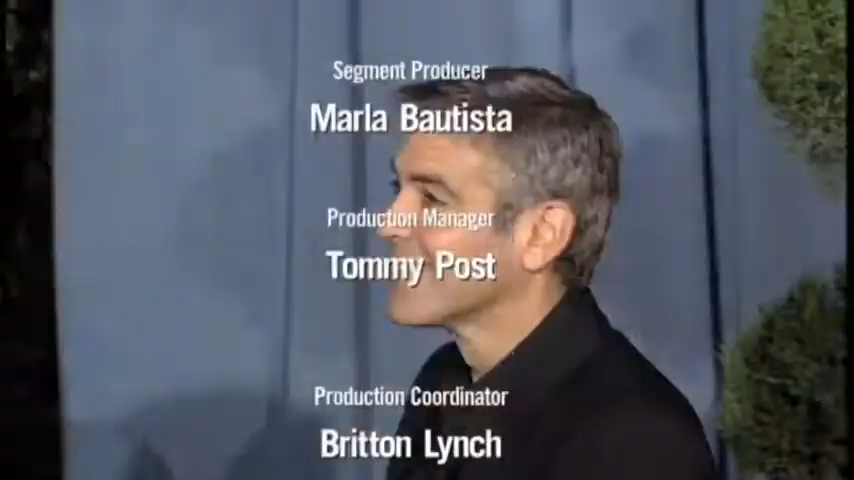 Segment Producer
Marla Bautista
Production Manager
Tommy Post
Production Coordinator
Britton Lynch